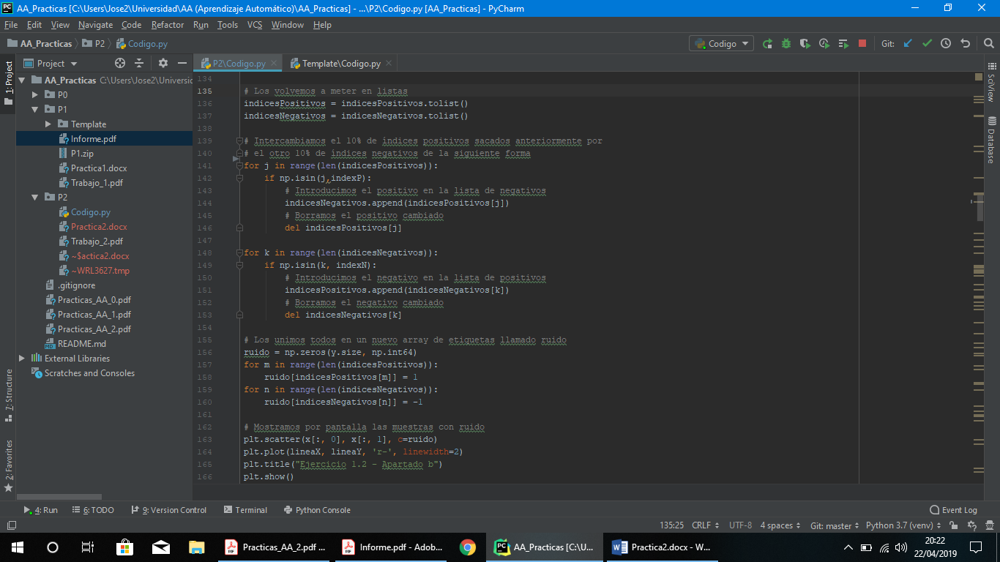 AA_Practicas [C:\Users\Jose2\Universidad\AA (Aprendizaje Automático)\AA_Practicas] - ...\P2\Codigo.py [AA_Practicas] - PyCharm
File Edit View Navigate Code Refactor Run Tools VCS Window Help
AA_Practicas P2 Codigo.py Codigo Git:
Project P2\Codigo.py Template\Codigo.py
1: Project
AA_Practicas C:\Users\Jose2\Universic
P0
P1
Template
Informe.pdf
P1.zip
Practica1.docx
Trabajo_1.pdf
P2
Codigo.py
Practica2.docx
Trabajo_2.pdf
~$actica2.docx
~WRL3627.tmp
.gitignore
Practicas_AA_0.pdf
Practicas_AA_1.pdf
Practicas_AA_2.pdf
README.md
External Libraries
Scratches and Consoles
7: Structure
2: Favorites
134
135 # Los volvemos a meter en listas
136 indicesPositivos = indicesPositivos.tolist()
137 indicesNegativos = indicesNegativos.tolist()
138
139 # Intercambiamos el 10% de índices positivos sacados anteriormente por
140 # el otro 10% de índices negativos de la siguiente forma
141 for j in range(len(indicesPositivos)):
142 if np.isin(j,indexP):
143 # Introducimos el positivo en la lista de negativos
144 indicesNegativos.append(indicesPositivos[j])
145 # Borramos el positivo cambiado
146 del indicesPositivos[j]
147
148 for k in range(len(indicesNegativos)):
149 if np.isin(k, indexN):
150 # Introducimos el negativo en la lista de positivos
151 indicesPositivos.append(indicesNegativos[k])
152 # Borramos el negativo cambiado
153 del indicesNegativos[k]
154
155 # Los unimos todos en un nuevo array de etiquetas llamado ruido
156 ruido = np.zeros(y.size, np.int64)
157 for m in range(len(indicesPositivos)):
158 ruido[indicesPositivos[m]] = 1
159 for n in range(len(indicesNegativos)):
160 ruido[indicesNegativos[n]] = -1
161
162 # Mostramos por pantalla las muestras con ruido
163 plt.scatter(x[:, 0], x[:, 1], c=ruido)
164 plt.plot(lineaX, lineaY, 'r-', linewidth=2)
165 plt.title("Ejercicio 1.2 - Apartado b")
166 plt.show()
SciView
Database
4: Run 6: TODO 9: Version Control Terminal Python Console Event Log
135:25 CRLF UTF-8 4 spaces Git: master Python 3.7 (venv)
Practicas_AA_2.pdf ... Informe.pdf - Adob... AA_Practicas [C:\U... Practica2.docx - W... 20:22
22/04/2019